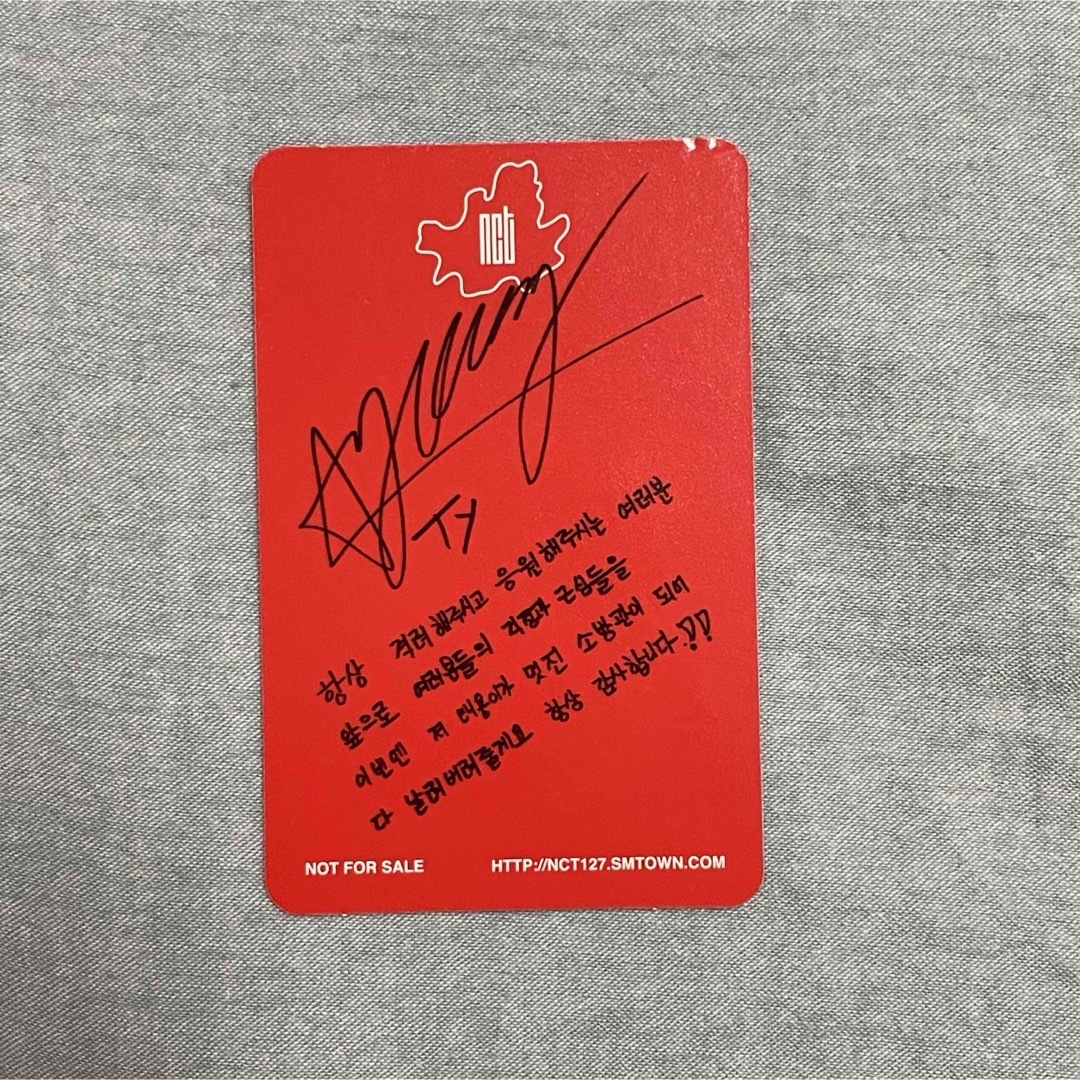 nct
TY
항상 격려해주시고 응원해주시는 여러분
앞으로 여러분들의 걱정과 근심들을
이번엔 저 태용이가 멋진 소방관이 되어
다 날려버려줄게요 항상 감사합니다!!!
NOT FOR SALE
HTTP://NCT127.SMTOWN.COM